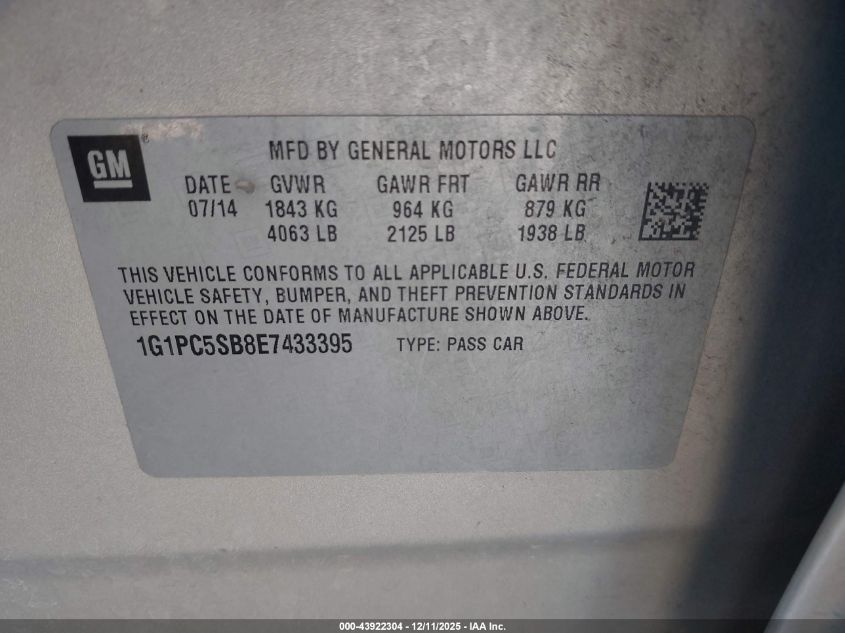 GM ®
MFD BY GENERAL MOTORS LLC
DATE GVWR GAWR FRT GAWR RR
07/14 1843 KG 964 KG 879 KG
4063 LB 2125 LB 1938 LB
THIS VEHICLE CONFORMS TO ALL APPLICABLE U.S. FEDERAL MOTOR
VEHICLE SAFETY, BUMPER, AND THEFT PREVENTION STANDARDS IN
EFFECT ON THE DATE OF MANUFACTURE SHOWN ABOVE.
1G1PC5SB8E7433395 TYPE: PASS CAR
000-43922304 - 12/11/2025 - IAA Inc.